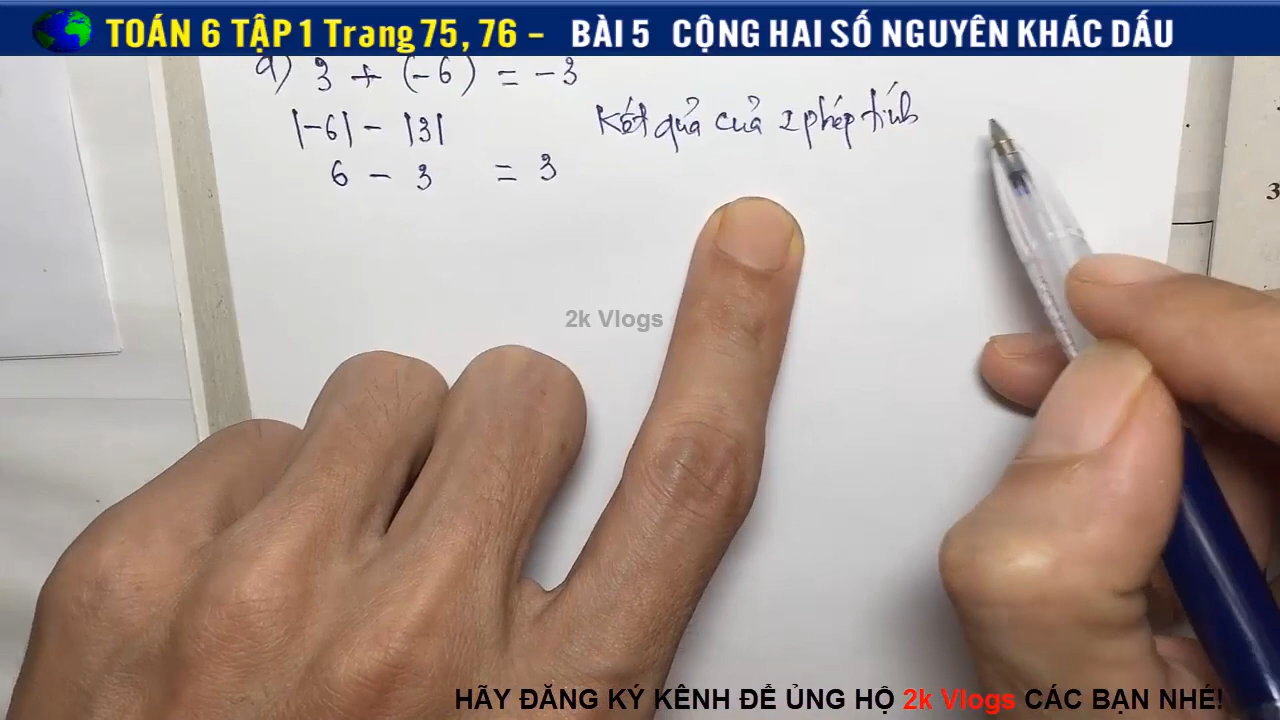 TOÁN 6 TẬP 1 Trang 75, 76 – BÀI 5 CỘNG HAI SỐ NGUYÊN KHÁC DẤU
a) 3 + (-6) = -3
|-6| - |3|
6 - 3 = 3
Kết quả của 2 phép tính
3
2k Vlogs
HÃY ĐĂNG KÝ KÊNH ĐỂ ỦNG HỘ 2k Vlogs CÁC BẠN NHÉ!